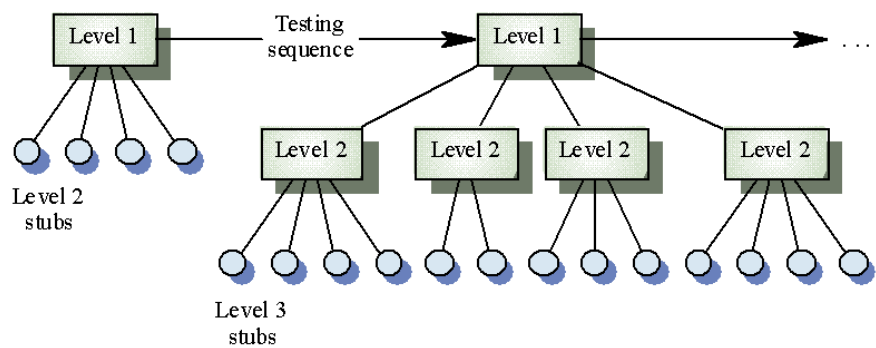 Level 1
Testing
sequence
Level 1
. . .
Level 2
Level 2
Level 2
Level 2
Level 2
stubs
Level 3
stubs